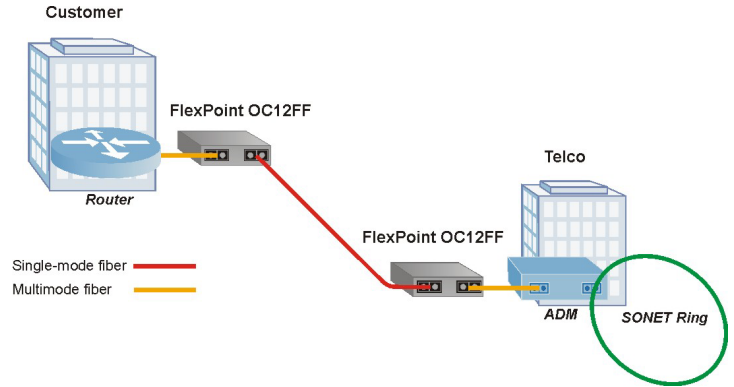 Customer
FlexPoint OC12FF
Router
Telco
FlexPoint OC12FF
Single-mode fiber
Multimode fiber
ADM
SONET Ring